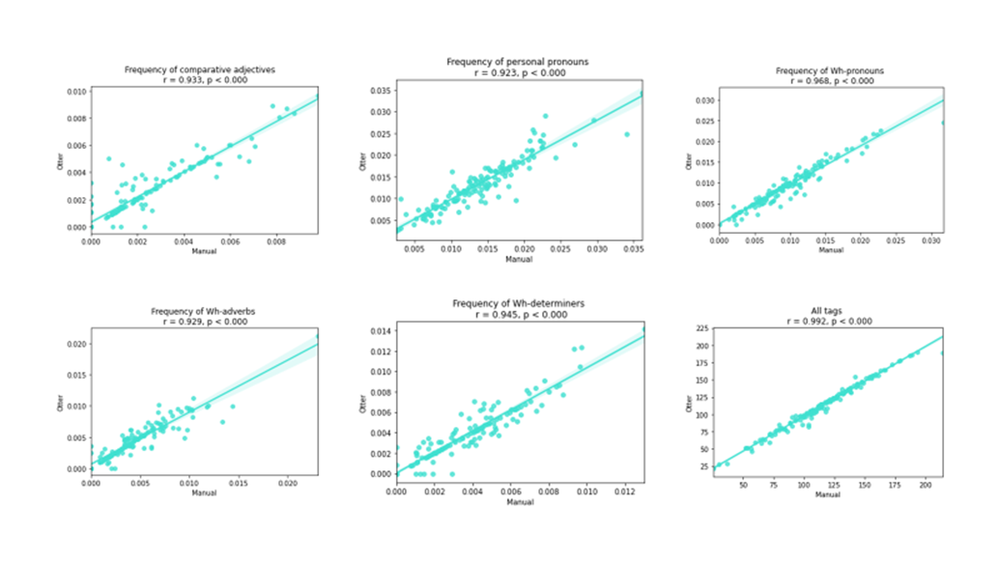 Frequency of comparative adjectives
r = 0.933, p < 0.000
0.010
0.008
0.006
0.004
0.002
0.000
Otter
0.000 0.002 0.004 0.006 0.008
Manual
Frequency of personal pronouns
r = 0.923, p < 0.000
0.035
0.030
0.025
0.020
0.015
0.010
0.005
Otter
0.005 0.010 0.015 0.020 0.025 0.030 0.035
Manual
Frequency of Wh-pronouns
r = 0.968, p < 0.000
0.030
0.025
0.020
0.015
0.010
0.005
0.000
Otter
0.000 0.005 0.010 0.015 0.020 0.025 0.030
Manual
Frequency of Wh-adverbs
r = 0.929, p < 0.000
0.020
0.015
0.010
0.005
0.000
Otter
0.000 0.005 0.010 0.015 0.020
Manual
Frequency of Wh-determiners
r = 0.945, p < 0.000
0.014
0.012
0.010
0.008
0.006
0.004
0.002
0.000
Otter
0.000 0.002 0.004 0.006 0.008 0.010 0.012
Manual
All tags
r = 0.992, p < 0.000
225
200
175
150
125
100
75
50
25
Otter
50 75 100 125 150 175 200
Manual